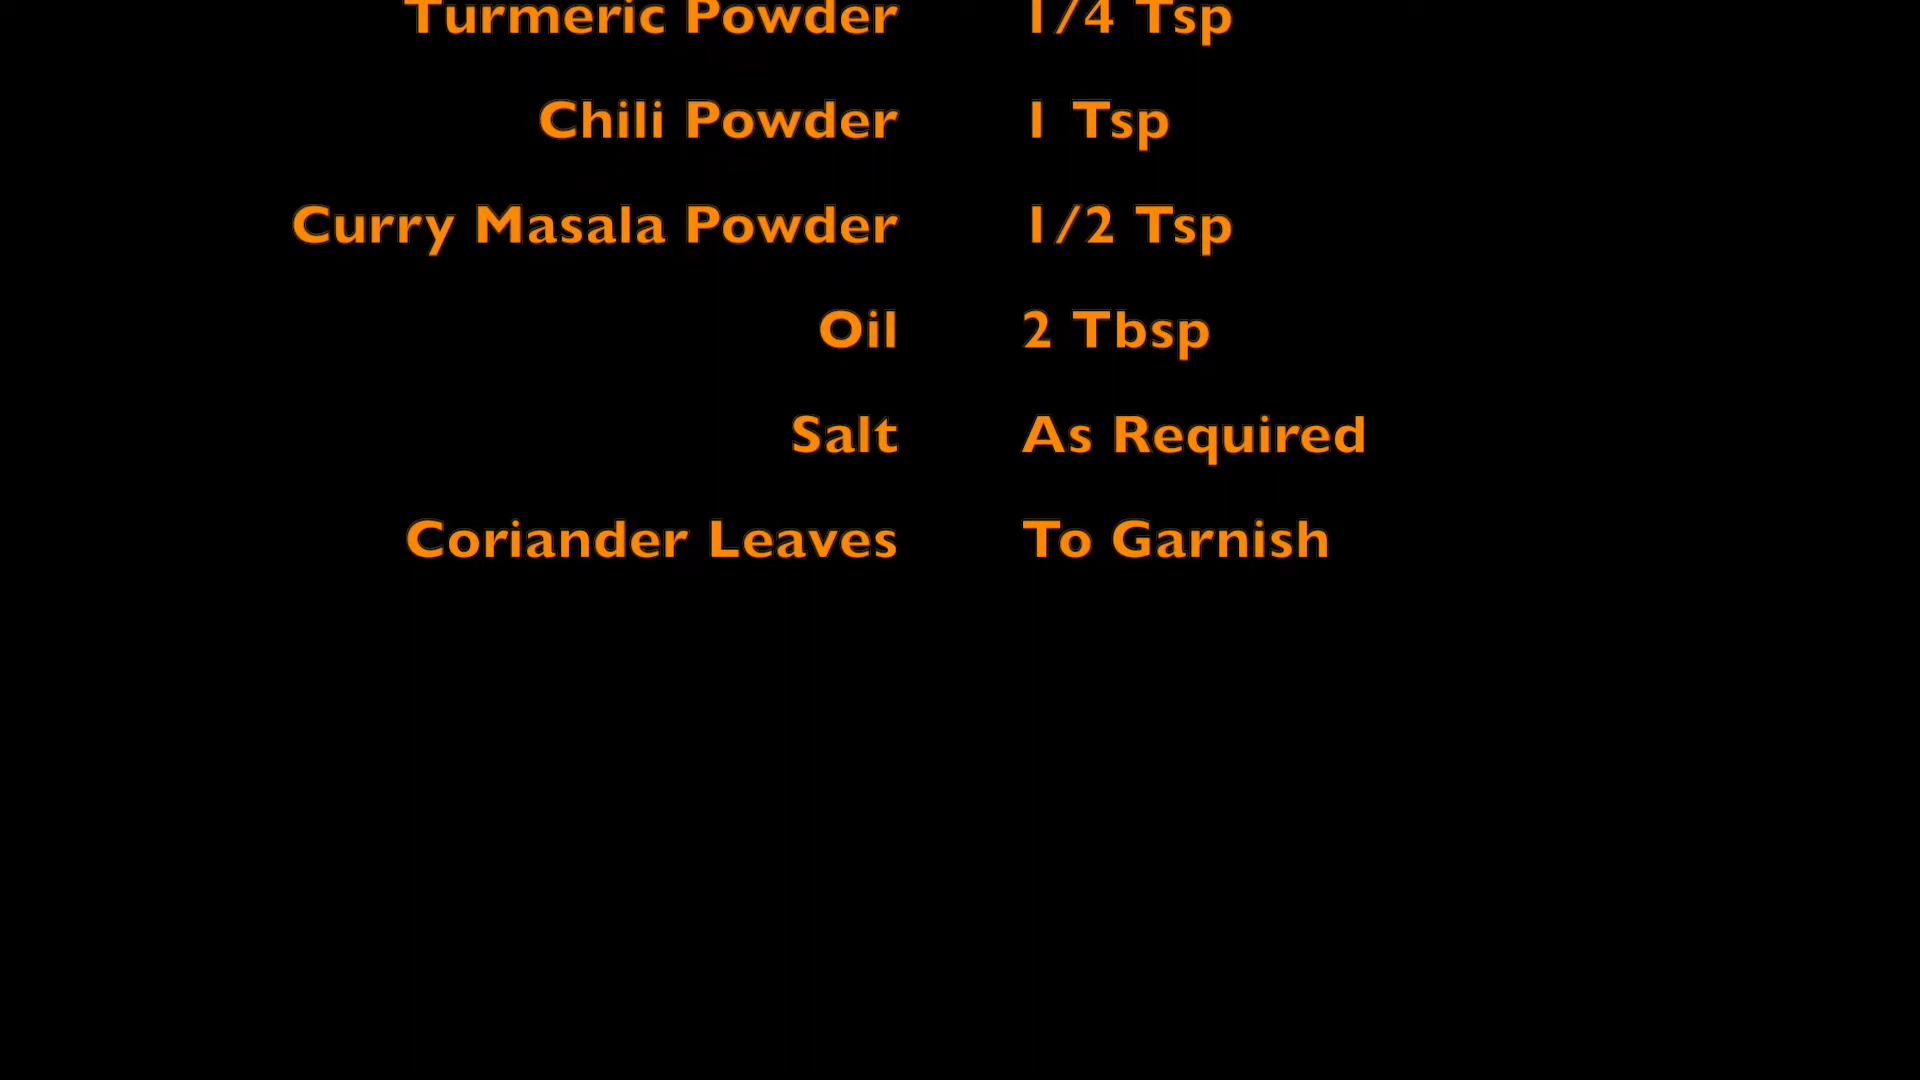 Turmeric Powder 1/4 Tsp
Chili Powder 1 Tsp
Curry Masala Powder 1/2 Tsp
Oil 2 Tbsp
Salt As Required
Coriander Leaves To Garnish